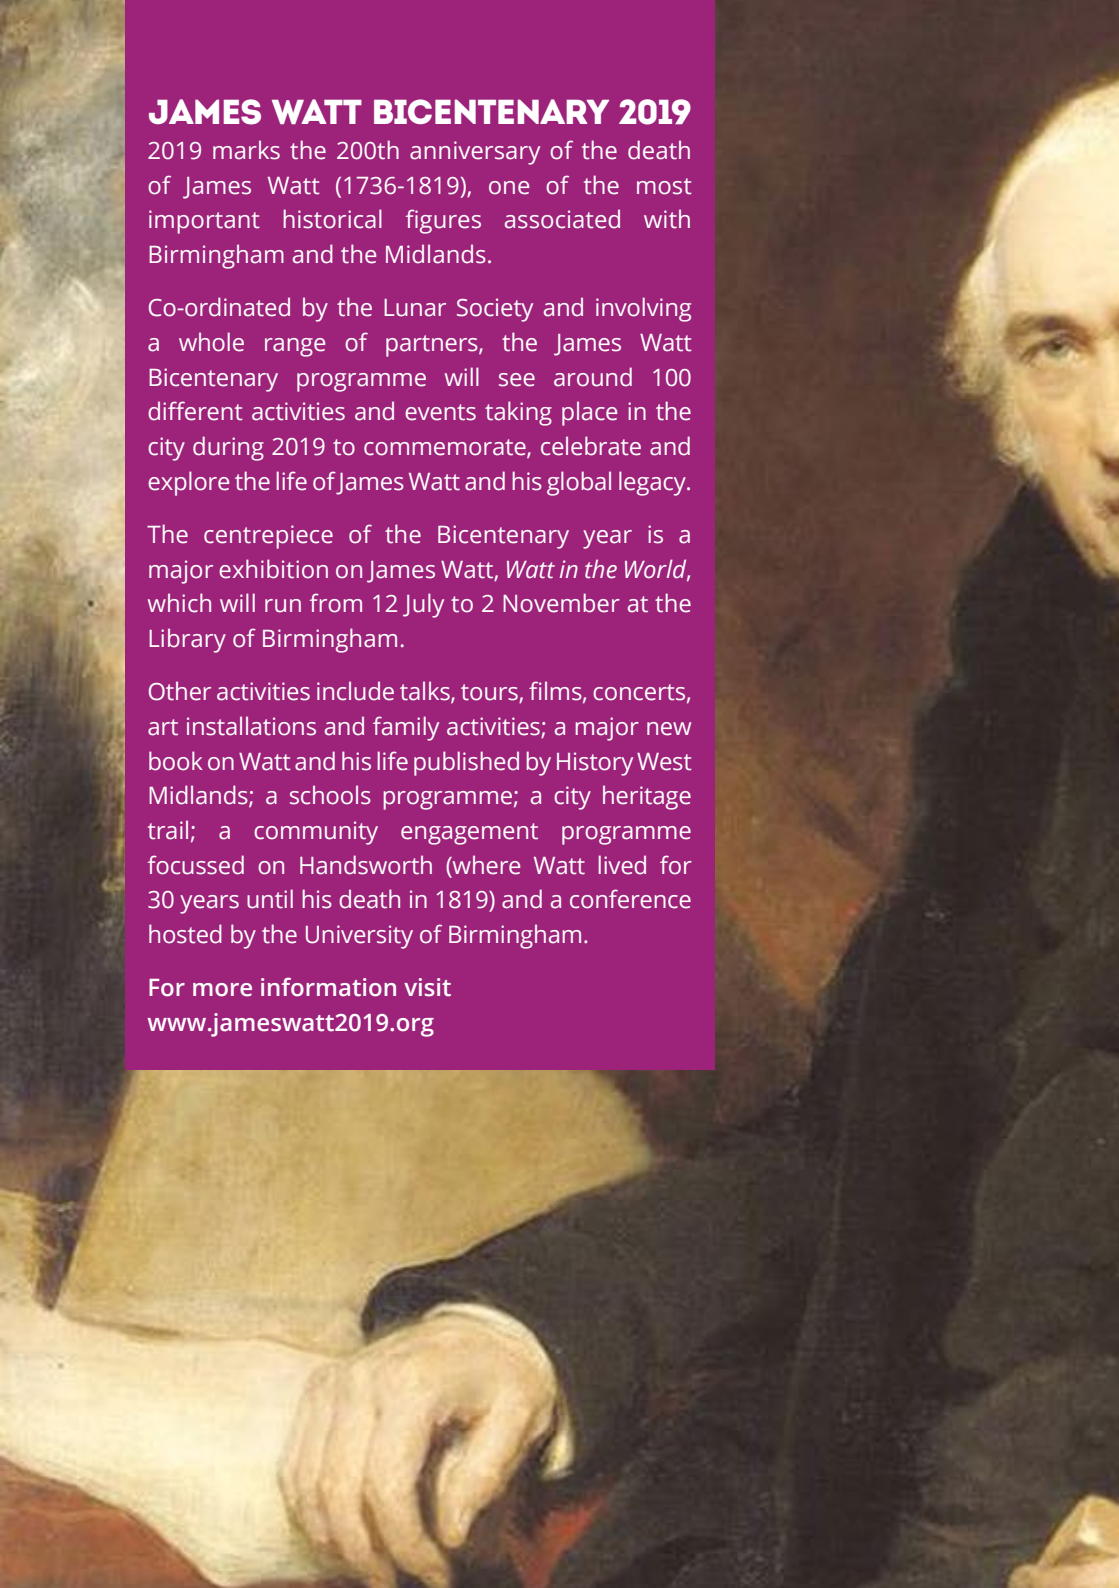 JAMES WATT BICENTENARY 2019
2019 marks the 200th anniversary of the death
of James Watt (1736-1819), one of the most
important historical figures associated with
Birmingham and the Midlands.
Co-ordinated by the Lunar Society and involving
a whole range of partners, the James Watt
Bicentenary programme will see around 100
different activities and events taking place in the
city during 2019 to commemorate, celebrate and
explore the life of James Watt and his global legacy.
The centrepiece of the Bicentenary year is a
major exhibition on James Watt, Watt in the World,
which will run from 12 July to 2 November at the
Library of Birmingham.
Other activities include talks, tours, films, concerts,
art installations and family activities; a major new
book on Watt and his life published by History West
Midlands; a schools programme; a city heritage
trail; a community engagement programme
focussed on Handsworth (where Watt lived for
30 years until his death in 1819) and a conference
hosted by the University of Birmingham.
For more information visit
www.jameswatt2019.org